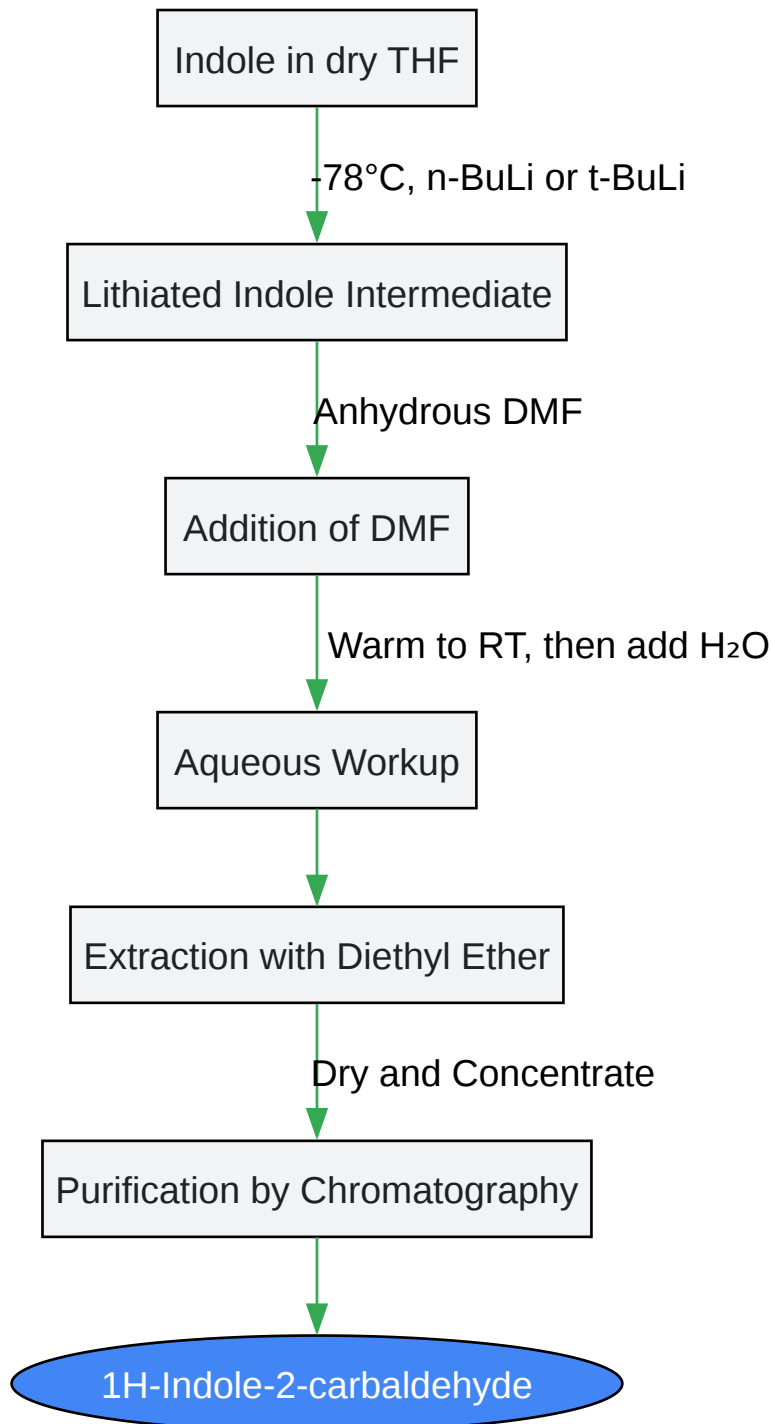 Indole in dry THF
-78°C, n-BuLi or t-BuLi
Lithiated Indole Intermediate
Anhydrous DMF
Addition of DMF
Warm to RT, then add H₂O
Aqueous Workup
Extraction with Diethyl Ether
Dry and Concentrate
Purification by Chromatography
1H-Indole-2-carbaldehyde